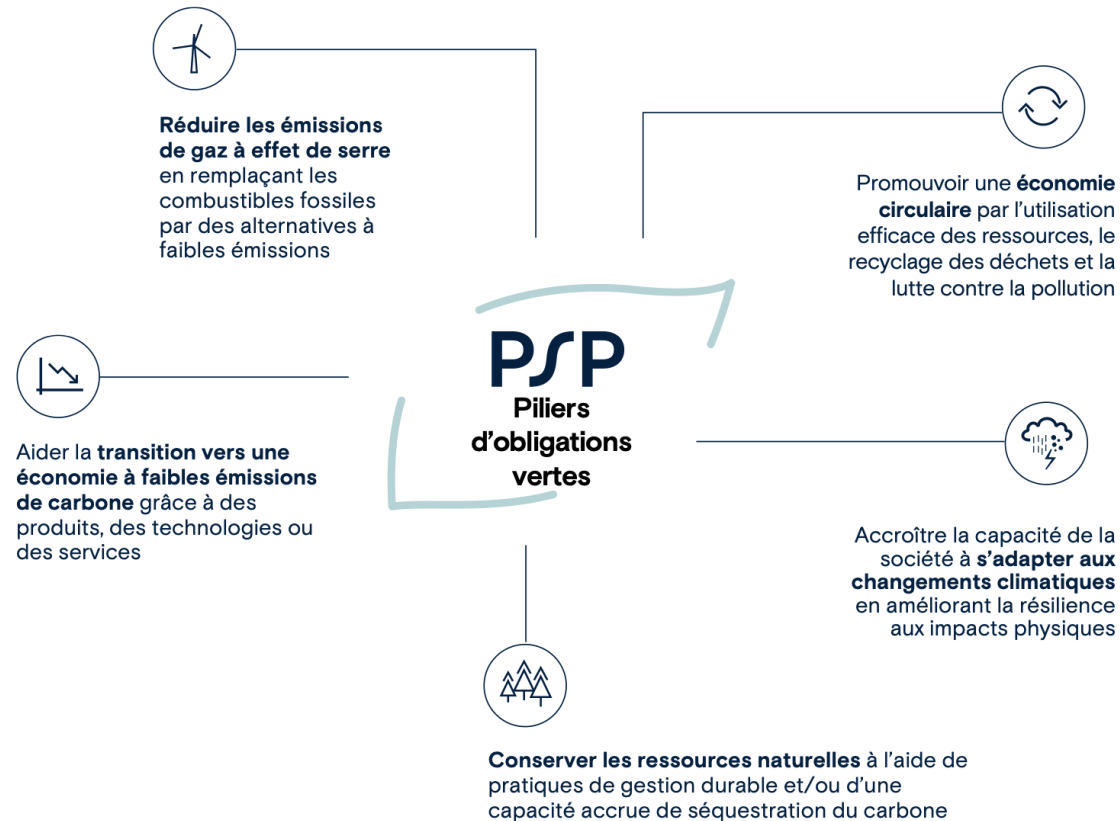 Réduire les émissions
de gaz à effet de serre
en remplaçant les
combustibles fossiles
par des alternatives à
faibles émissions
Promouvoir une économie
circulaire par l'utilisation
efficace des ressources, le
recyclage des déchets et la
lutte contre la pollution
PSP
Piliers
d'obligations
vertes
Aider la transition vers une
économie à faibles émissions
de carbone grâce à des
produits, des technologies ou
des services
Accroître la capacité de la
société à s'adapter aux
changements climatiques
en améliorant la résilience
aux impacts physiques
Conserver les ressources naturelles à l'aide de
pratiques de gestion durable et/ou d'une
capacité accrue de séquestration du carbone